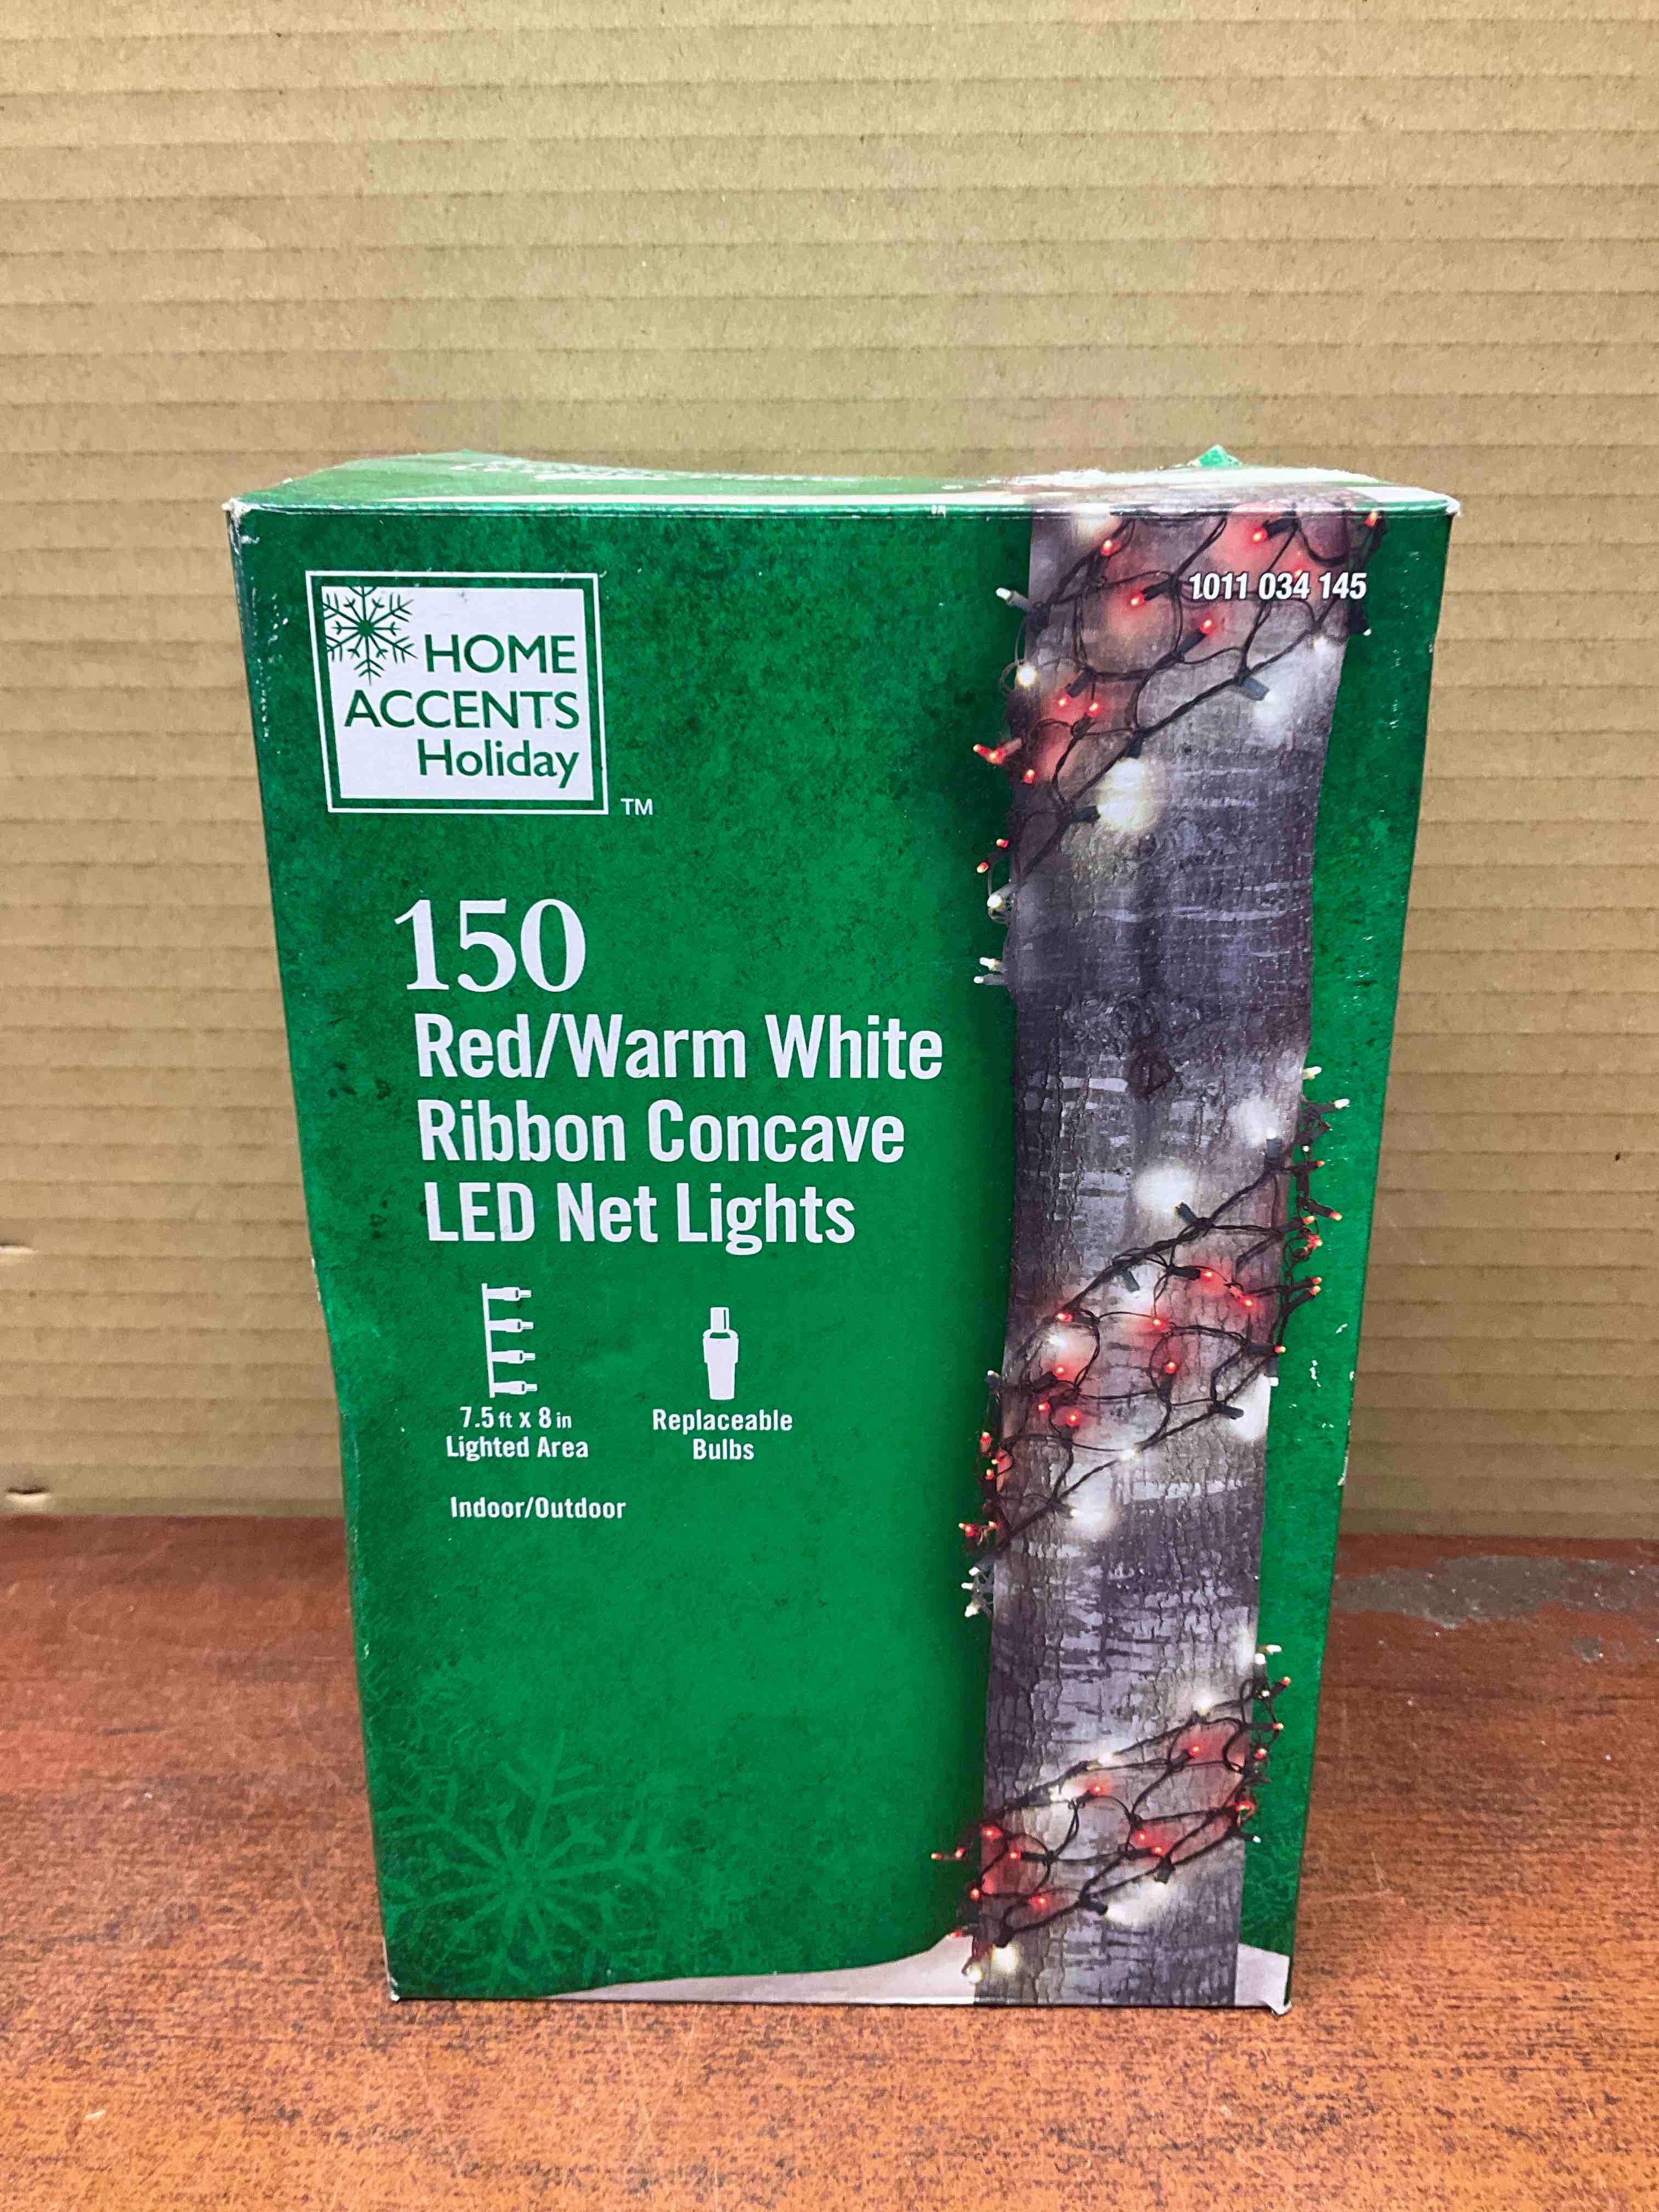 HOME
ACCENTS
Holiday
TM
1011 034 145
150
Red/Warm White
Ribbon Concave
LED Net Lights
7.5 ft x 8 in
Lighted Area
Replaceable
Bulbs
Indoor/Outdoor